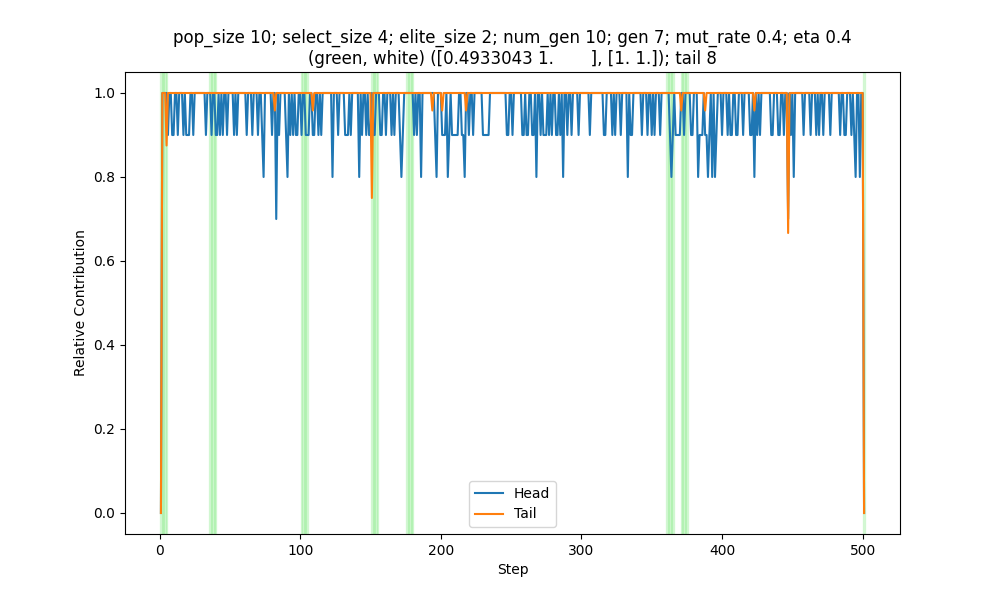 pop_size 10; select_size 4; elite_size 2; num_gen 10; gen 7; mut_rate 0.4; eta 0.4
(green, white) ([0.4933043 1.        ], [1. 1.]); tail 8
1.0
0.8
0.6
0.4
0.2
0.0
Relative Contribution
Head
Tail
0
100
200
300
400
500
Step